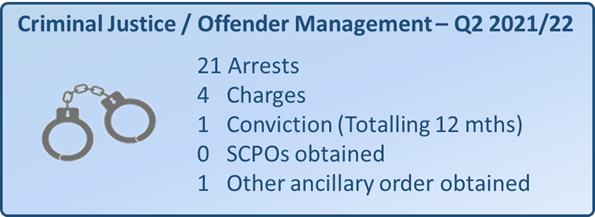 Criminal Justice / Offender Management – Q2 2021/22
21 Arrests
4 Charges
1 Conviction (Totalling 12 mths)
0 SCPOs obtained
1 Other ancillary order obtained